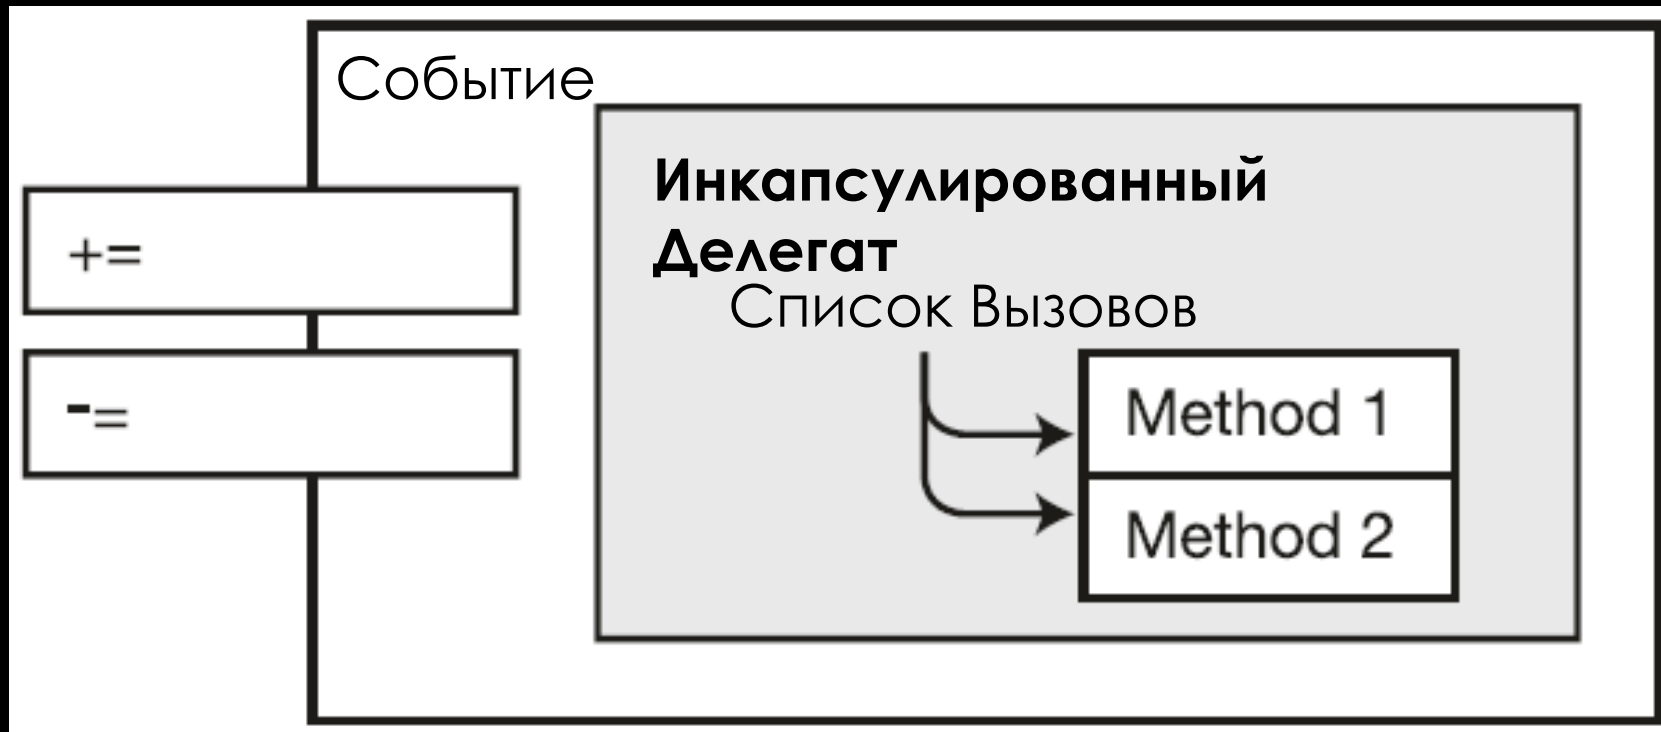 Событие
Инкапсулированный
Делегат
Список Вызовов
+=
-=
Method 1
Method 2